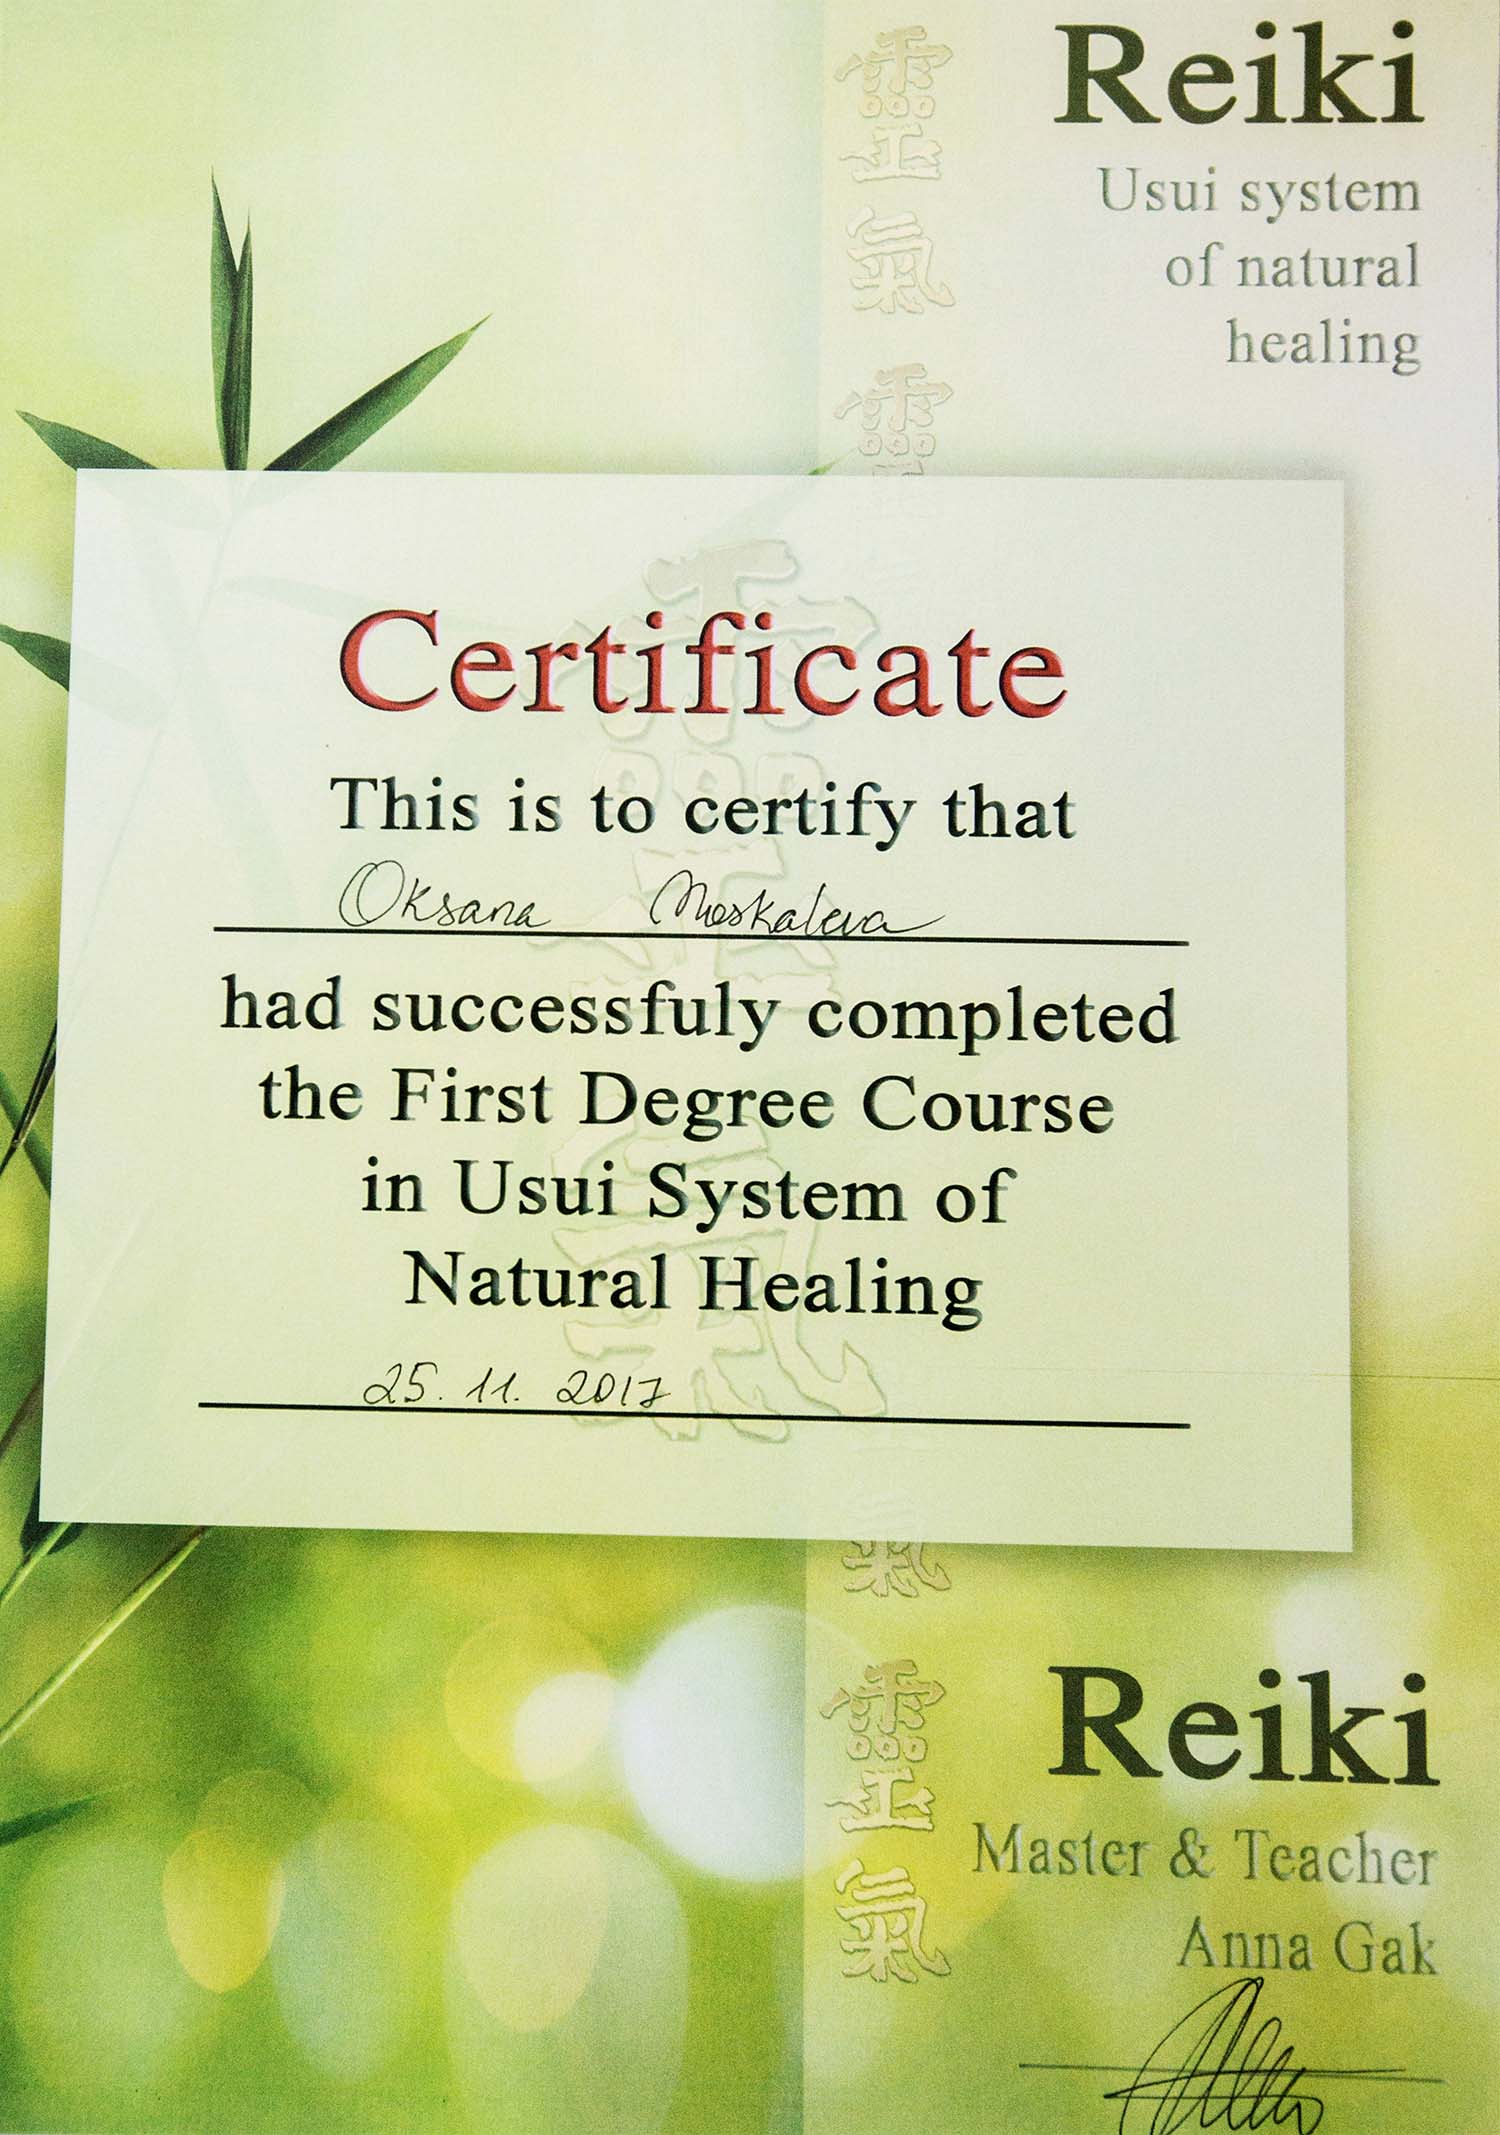 Reiki
Usui system
of natural
healing
靈
氣
靈
Certificate
This is to certify that
Oksana Moskaleva
had successfuly completed
the First Degree Course
in Usui System of
Natural Healing
25.11.2017
靈
氣
氣
靈
氣
Reiki
Master & Teacher
Anna Gak